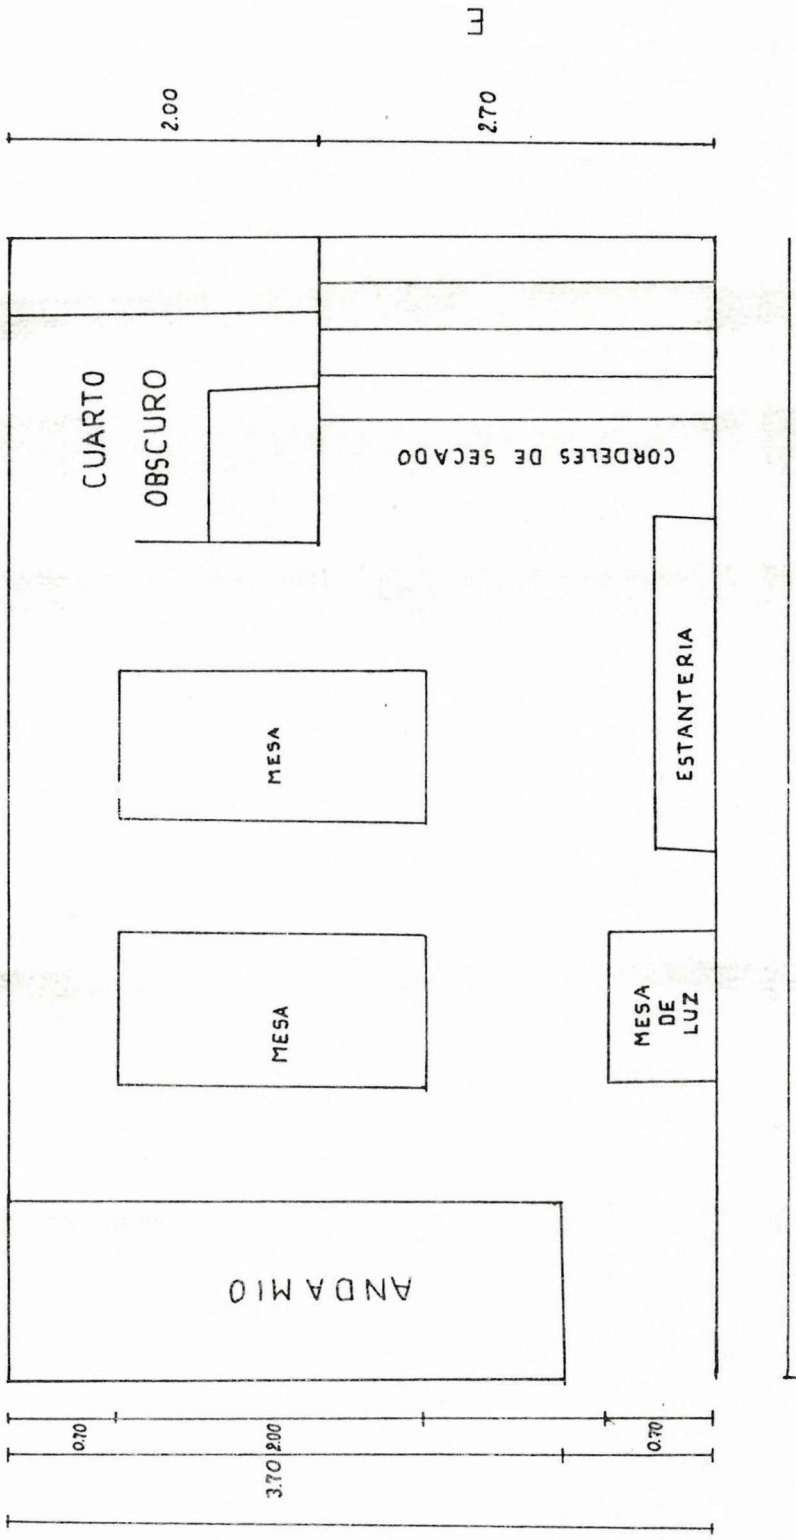 2.00
E
2.70
CUARTO
OBSCURO
CORDELES DE SECADO
MESA
ESTANTERIA
MESA
MESA
DE
LUZ
ANDAMIO
0.70
2.00
0.70
3.70